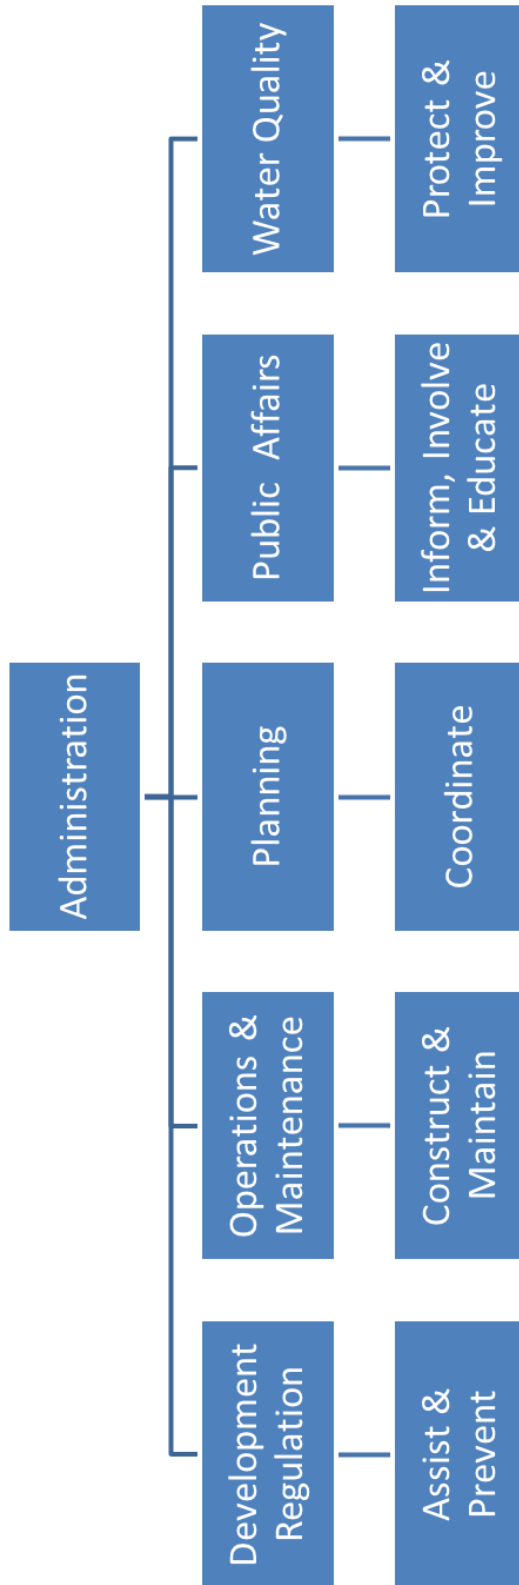 Administration
Development
Regulation
Operations &
Maintenance
Planning
Public Affairs
Water Quality
Assist &
Prevent
Construct &
Maintain
Coordinate
Inform, Involve
& Educate
Protect &
Improve